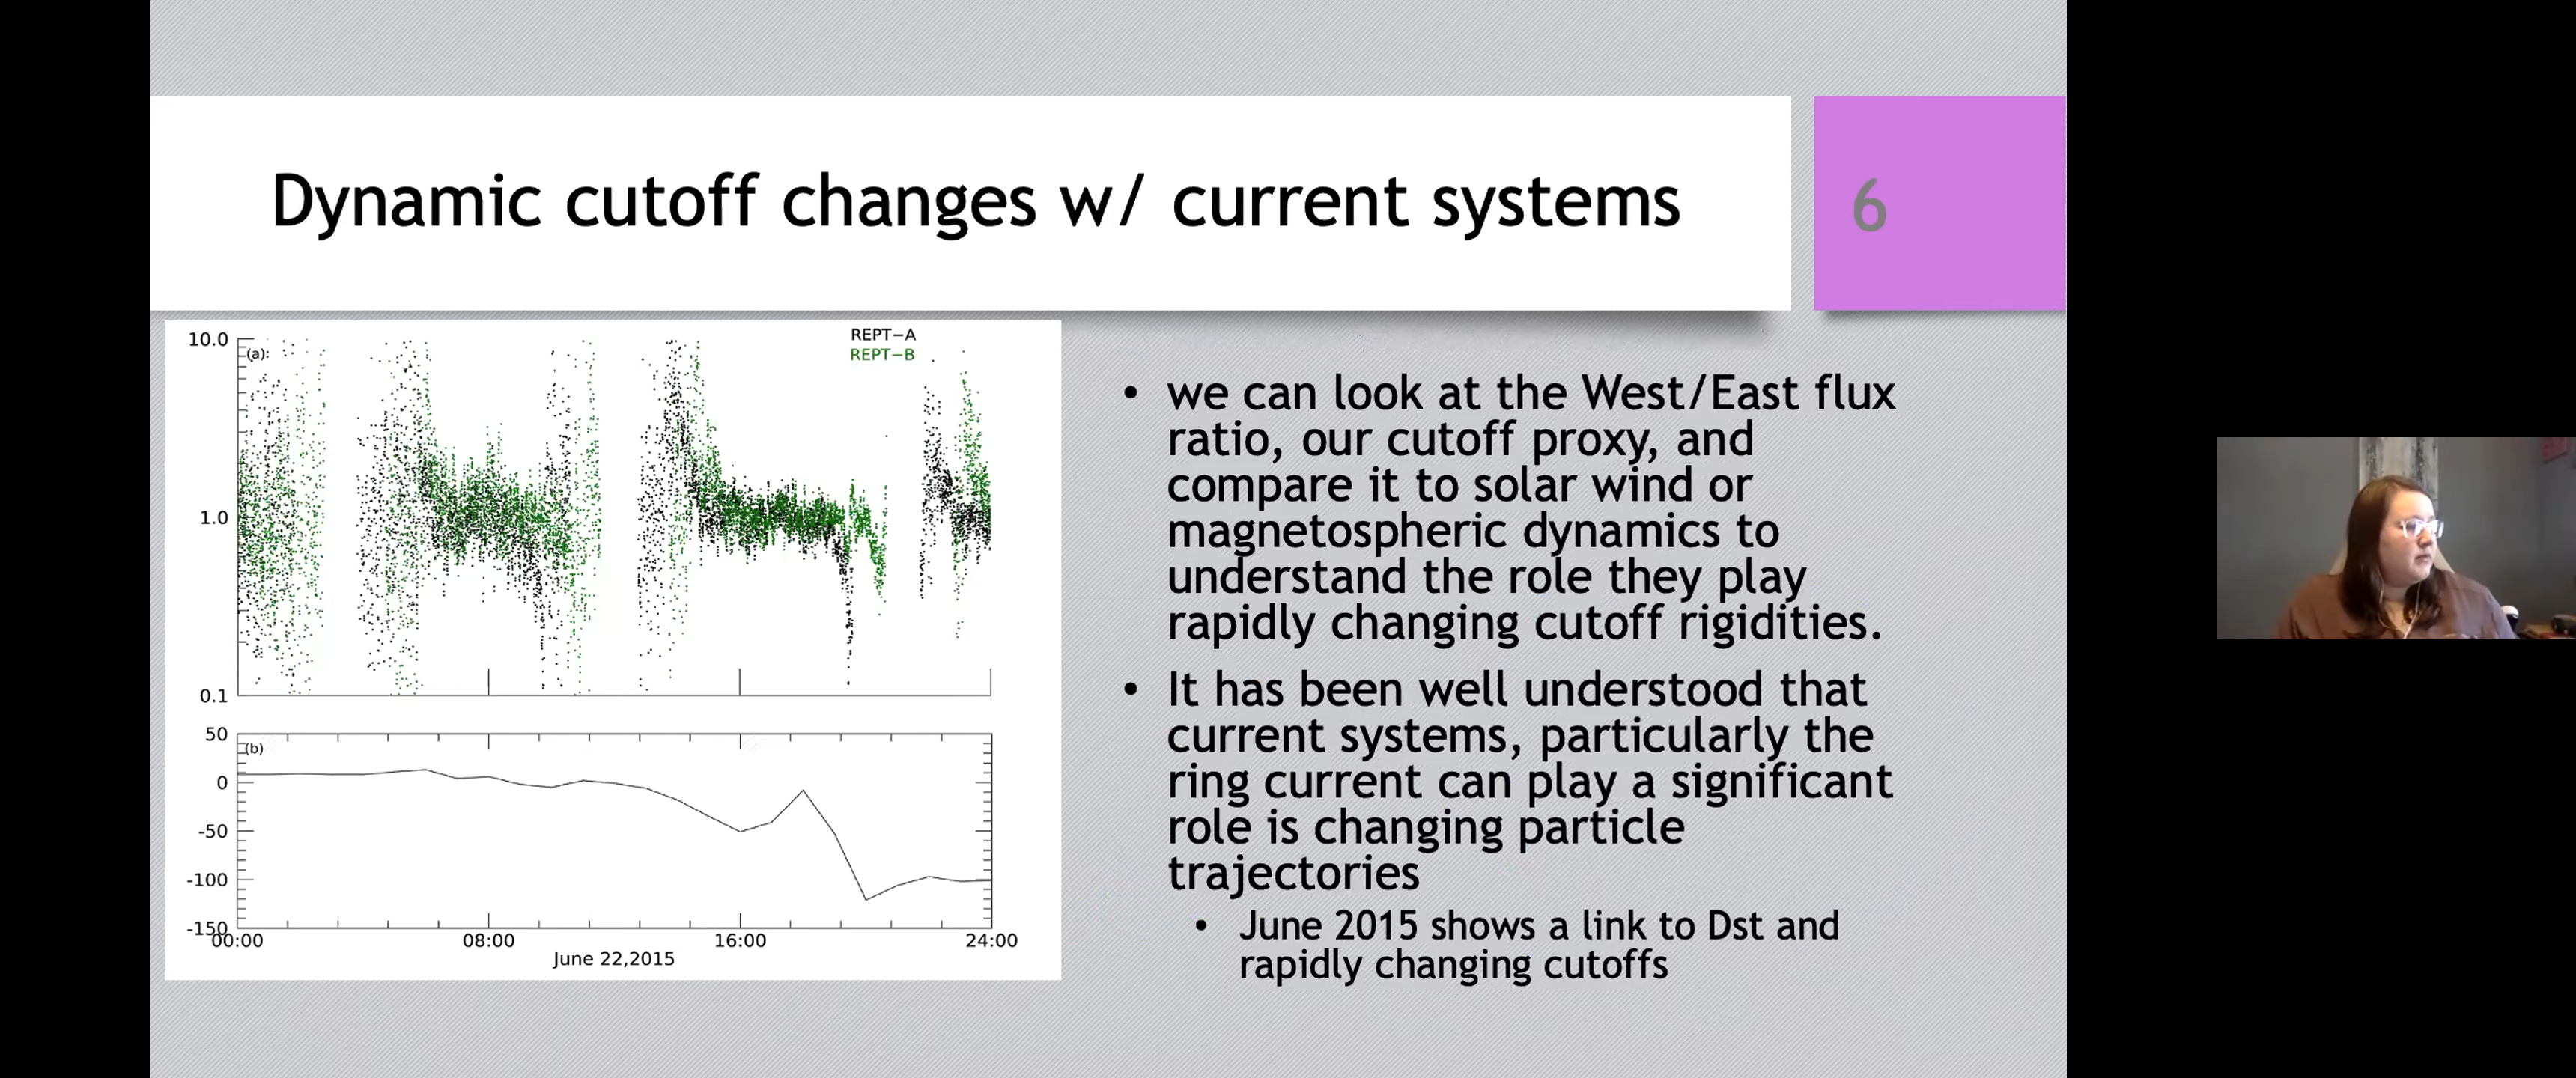 Dynamic cutoff changes w/ current systems
6
10.0
(a):
REPT−A
REPT−B
1.0
0.1
50
(b)
0
-50
-100
-150
00:00 08:00 16:00 24:00
June 22,2015
• we can look at the West/East flux
ratio, our cutoff proxy, and
compare it to solar wind or
magnetospheric dynamics to
understand the role they play
rapidly changing cutoff rigidities.
• It has been well understood that
current systems, particularly the
ring current can play a significant
role is changing particle
trajectories
• June 2015 shows a link to Dst and
rapidly changing cutoffs